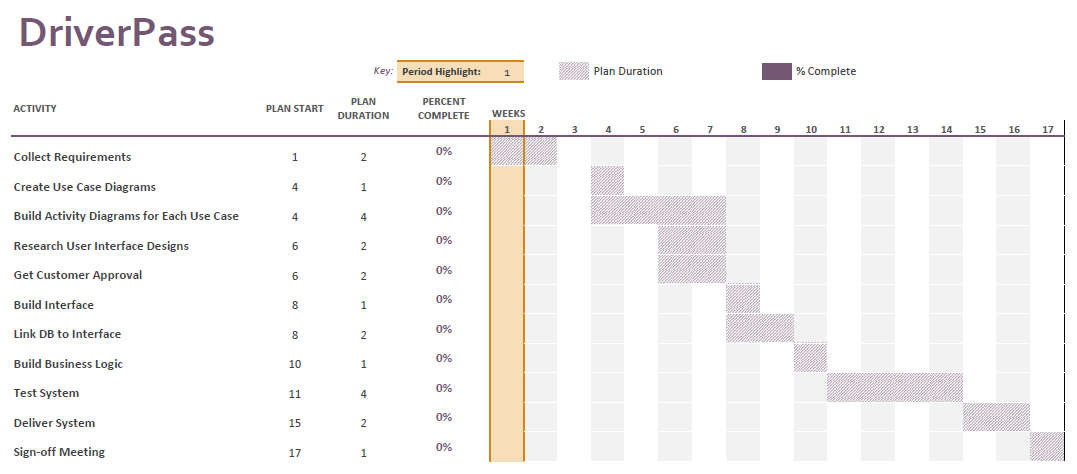 DriverPass
Key: Period Highlight: 1 Plan Duration % Complete
ACTIVITY PLAN START PLAN DURATION PERCENT COMPLETE WEEKS
1 2 3 4 5 6 7 8 9 10 11 12 13 14 15 16 17
Collect Requirements 1 2 0%
Create Use Case Diagrams 4 1 0%
Build Activity Diagrams for Each Use Case 4 4 0%
Research User Interface Designs 6 2 0%
Get Customer Approval 6 2 0%
Build Interface 8 1 0%
Link DB to Interface 8 2 0%
Build Business Logic 10 1 0%
Test System 11 4 0%
Deliver System 15 2 0%
Sign-off Meeting 17 1 0%